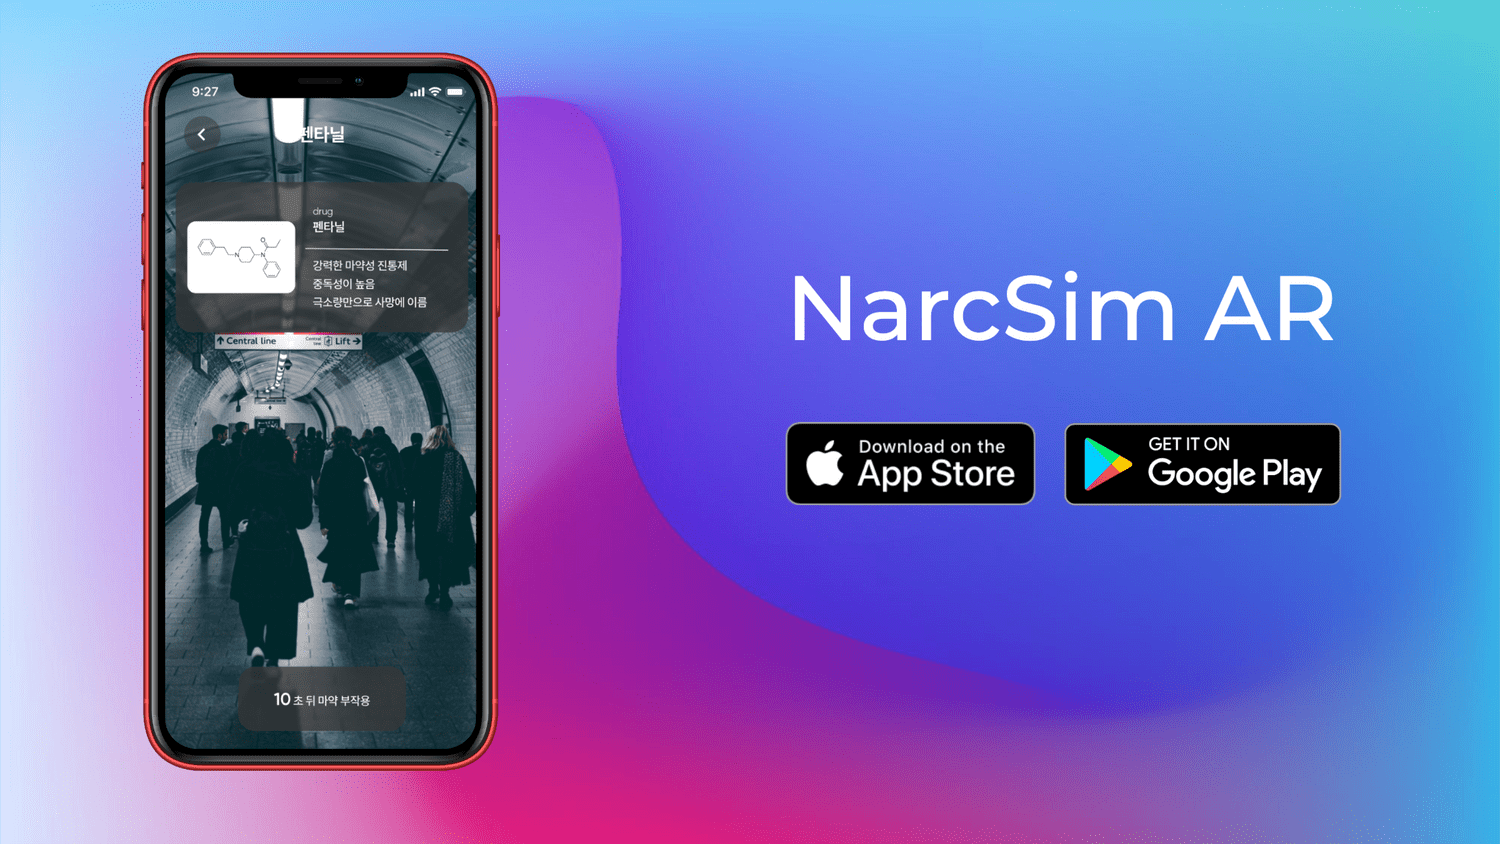 9:27
펜타닐
drug
펜타닐
강력한 마약성 진통제
중독성이 높음
극소량만으로 사망에 이름
↑ Central line
Central line
Lift →
10 초 뒤 마약 부작용
NarcSim AR
Download on the
App Store
GET IT ON
Google Play